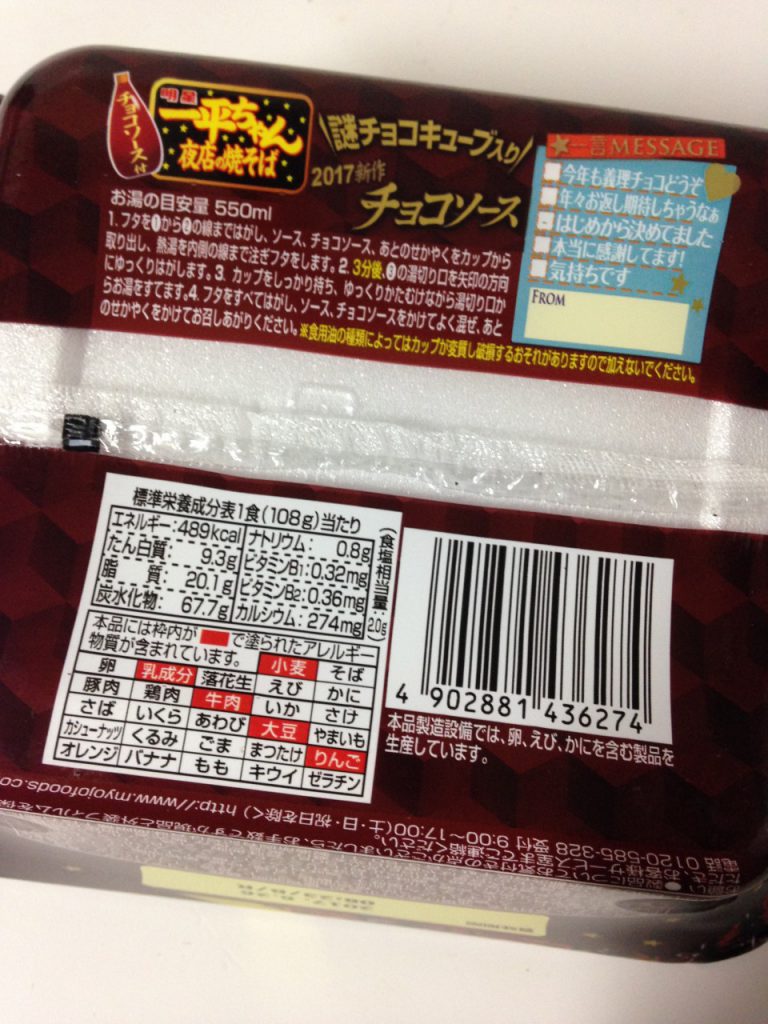 チョコソース付
明星
一平ちゃん
夜店の焼そば
謎チョコキューブ入り
2017新作
チョコソース
お湯の目安量 550ml
1.フタを❶から❷の線まではがし、ソース、チョコソース、あとのせかやくをカップから
取り出し、熱湯を内側の線まで注ぎフタをします。2.3分後、❸の湯切り口を矢印の方向
にゆっくりはがします。3. カップをしっかり持ち、ゆっくりかたむけながら湯切り口か
らお湯をすてます。4.フタをすべてはがし、ソース、チョコソースをかけてよく混ぜ、あと
のせかやくをかけてお召しあがりください。※食用油の種類によってはカップが変質し破損するおそれがありますので加えないでください。
一言MESSAGE
今年も義理チョコどうぞ
年々お返し期待しちゃうなぁ
はじめから決めてました
本当に感謝してます!
気持ちです
FROM
標準栄養成分表1食(108g)当たり
エネルギー:489kcal ナトリウム: 0.8g
たん白質: 9.3g ビタミンB1:0.32mg
脂質: 20.1g ビタミンB2:0.36mg
炭水化物: 67.7g カルシウム:274mg
(食塩相当量:2.0g)
本品には枠内が で塗られたアレルギー
物質が含まれています。
卵 乳成分 落花生 小麦 そば
豚肉 鶏肉 牛肉 えび かに
さば いくら あわび いか さけ
カシューナッツ くるみ ごま 大豆 やまいも
オレンジ バナナ もも まつたけ りんご
キウイ ゼラチン
4 902881 436274
本品製造設備では、卵、えび、かにを含む製品を
生産しています。
電話 0120-585-328 受付 9:00~17:00(土・日・祝日を除く) http://www.myojofoods.co